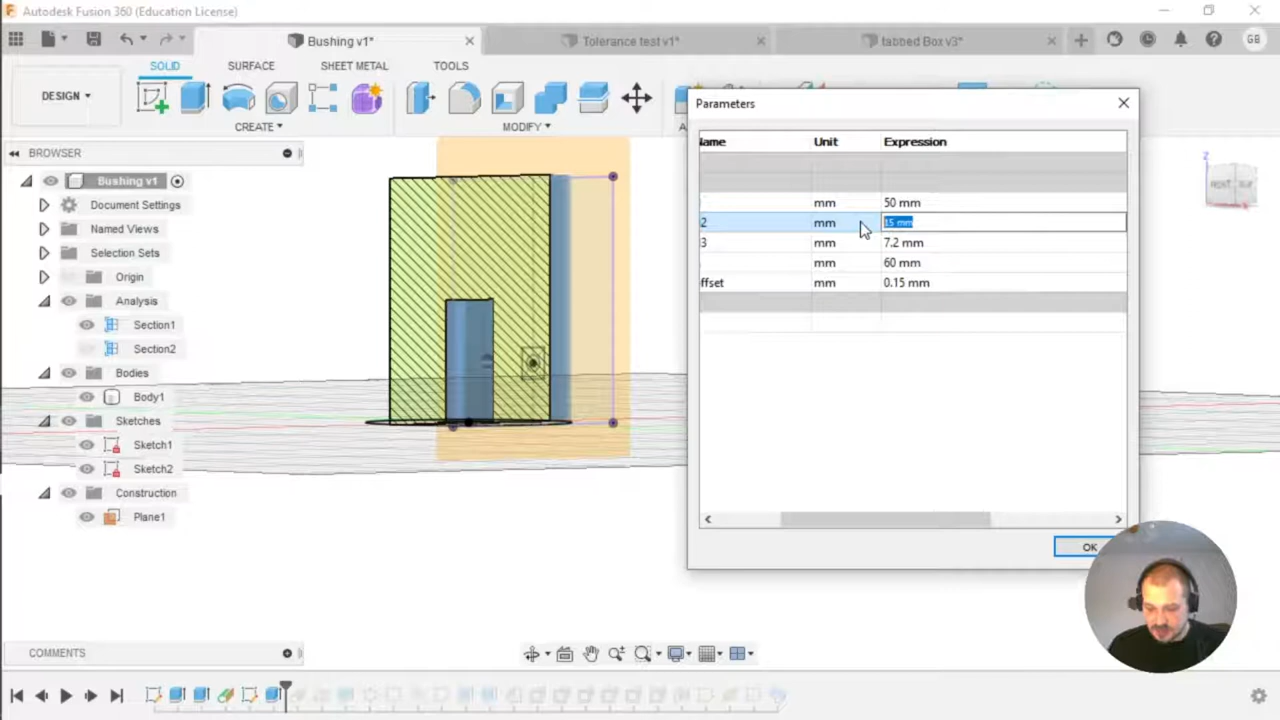 Autodesk Fusion 360 (Education License)
Bushing v1*
Tolerance test v1*
tabbed Box v3*
GB
DESIGN
SOLID
SURFACE
SHEET METAL
TOOLS
CREATE
MODIFY
BROWSER
Bushing v1
Document Settings
Named Views
Selection Sets
Origin
Analysis
Section1
Section2
Bodies
Body1
Sketches
Sketch1
Sketch2
Construction
Plane1
Parameters
lame Unit Expression
mm 50 mm
2 mm 15 mm
3 mm 7.2 mm
mm 60 mm
ffset mm 0.15 mm
OK
Z
FRONT
COMMENTS